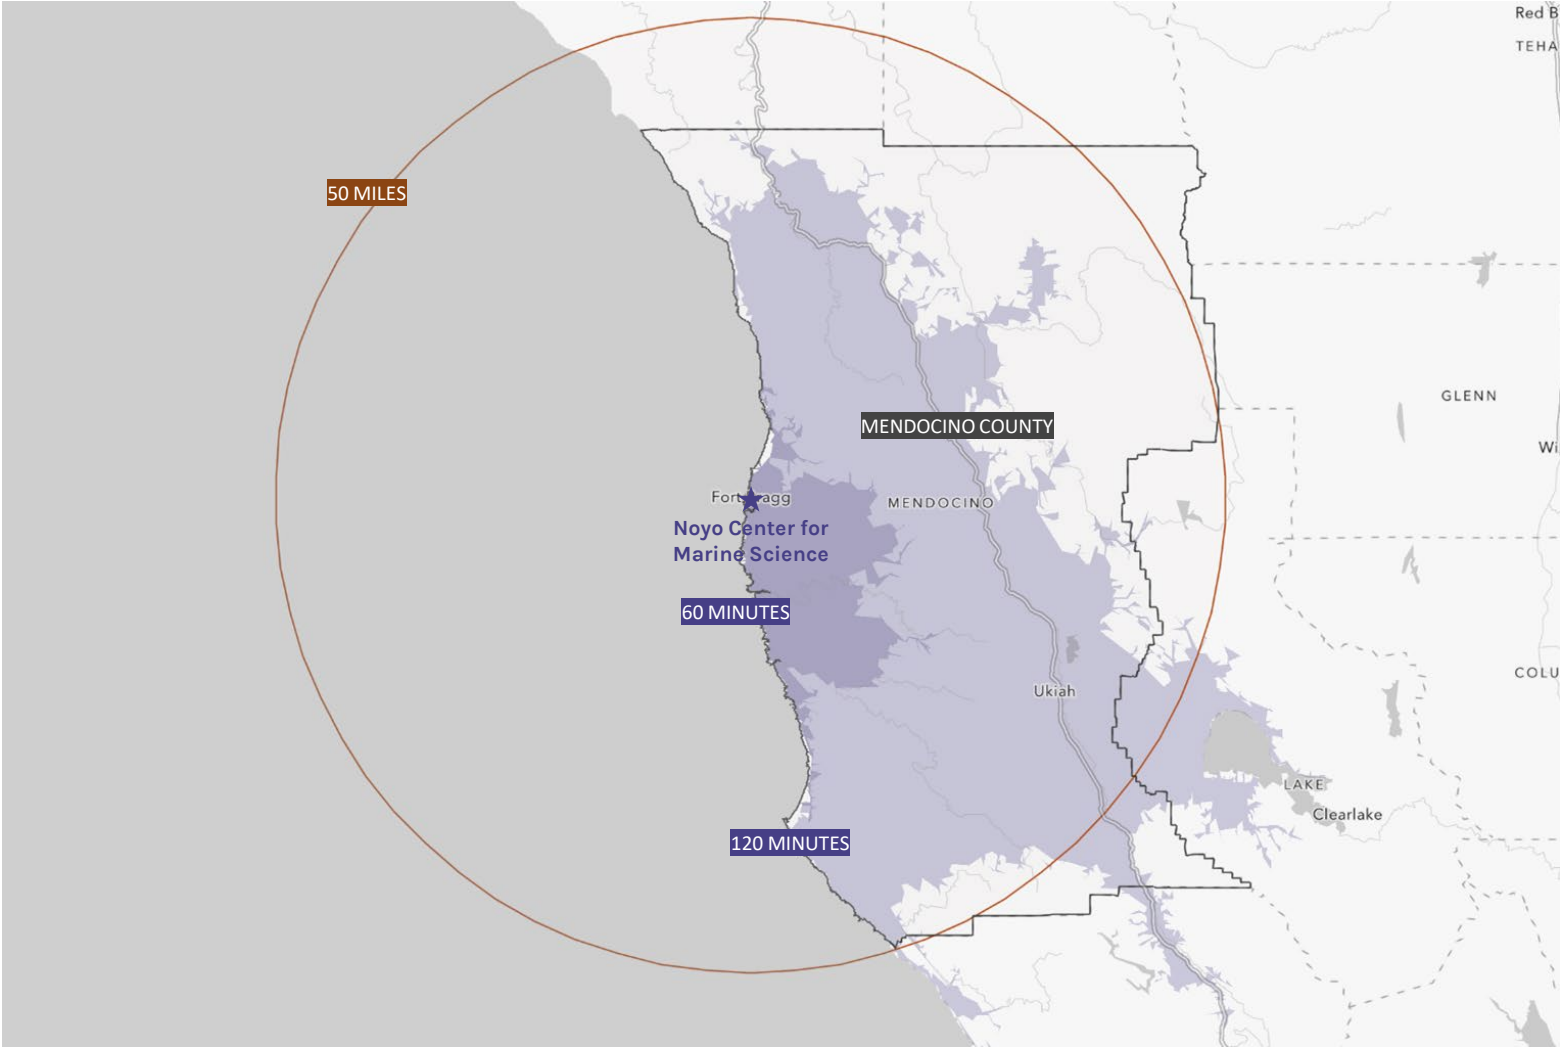 Red B
TEHA
50 MILES
GLENN
MENDOCINO COUNTY
Wi
Fort Bragg
MENDOCINO
Noyo Center for
Marine Science
60 MINUTES
COLU
Ukiah
LAKE
Clearlake
120 MINUTES